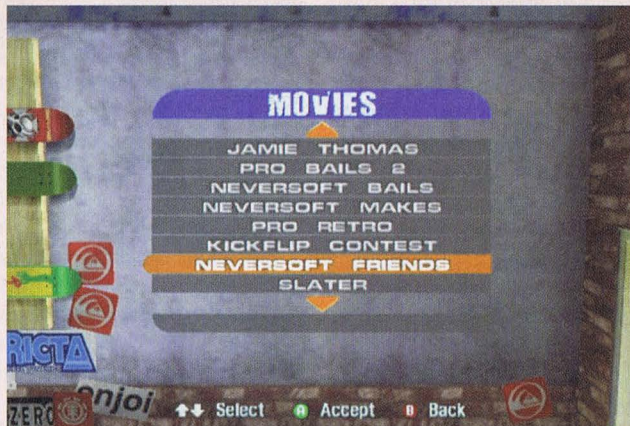 MOVIES
JAMIE THOMAS
PRO BAILS 2
NEVERSOFT BAILS
NEVERSOFT MAKES
PRO RETRO
KICKFLIP CONTEST
NEVERSOFT FRIENDS
SLATER
RICTA
enjoi
ZERO
Select A Accept B Back